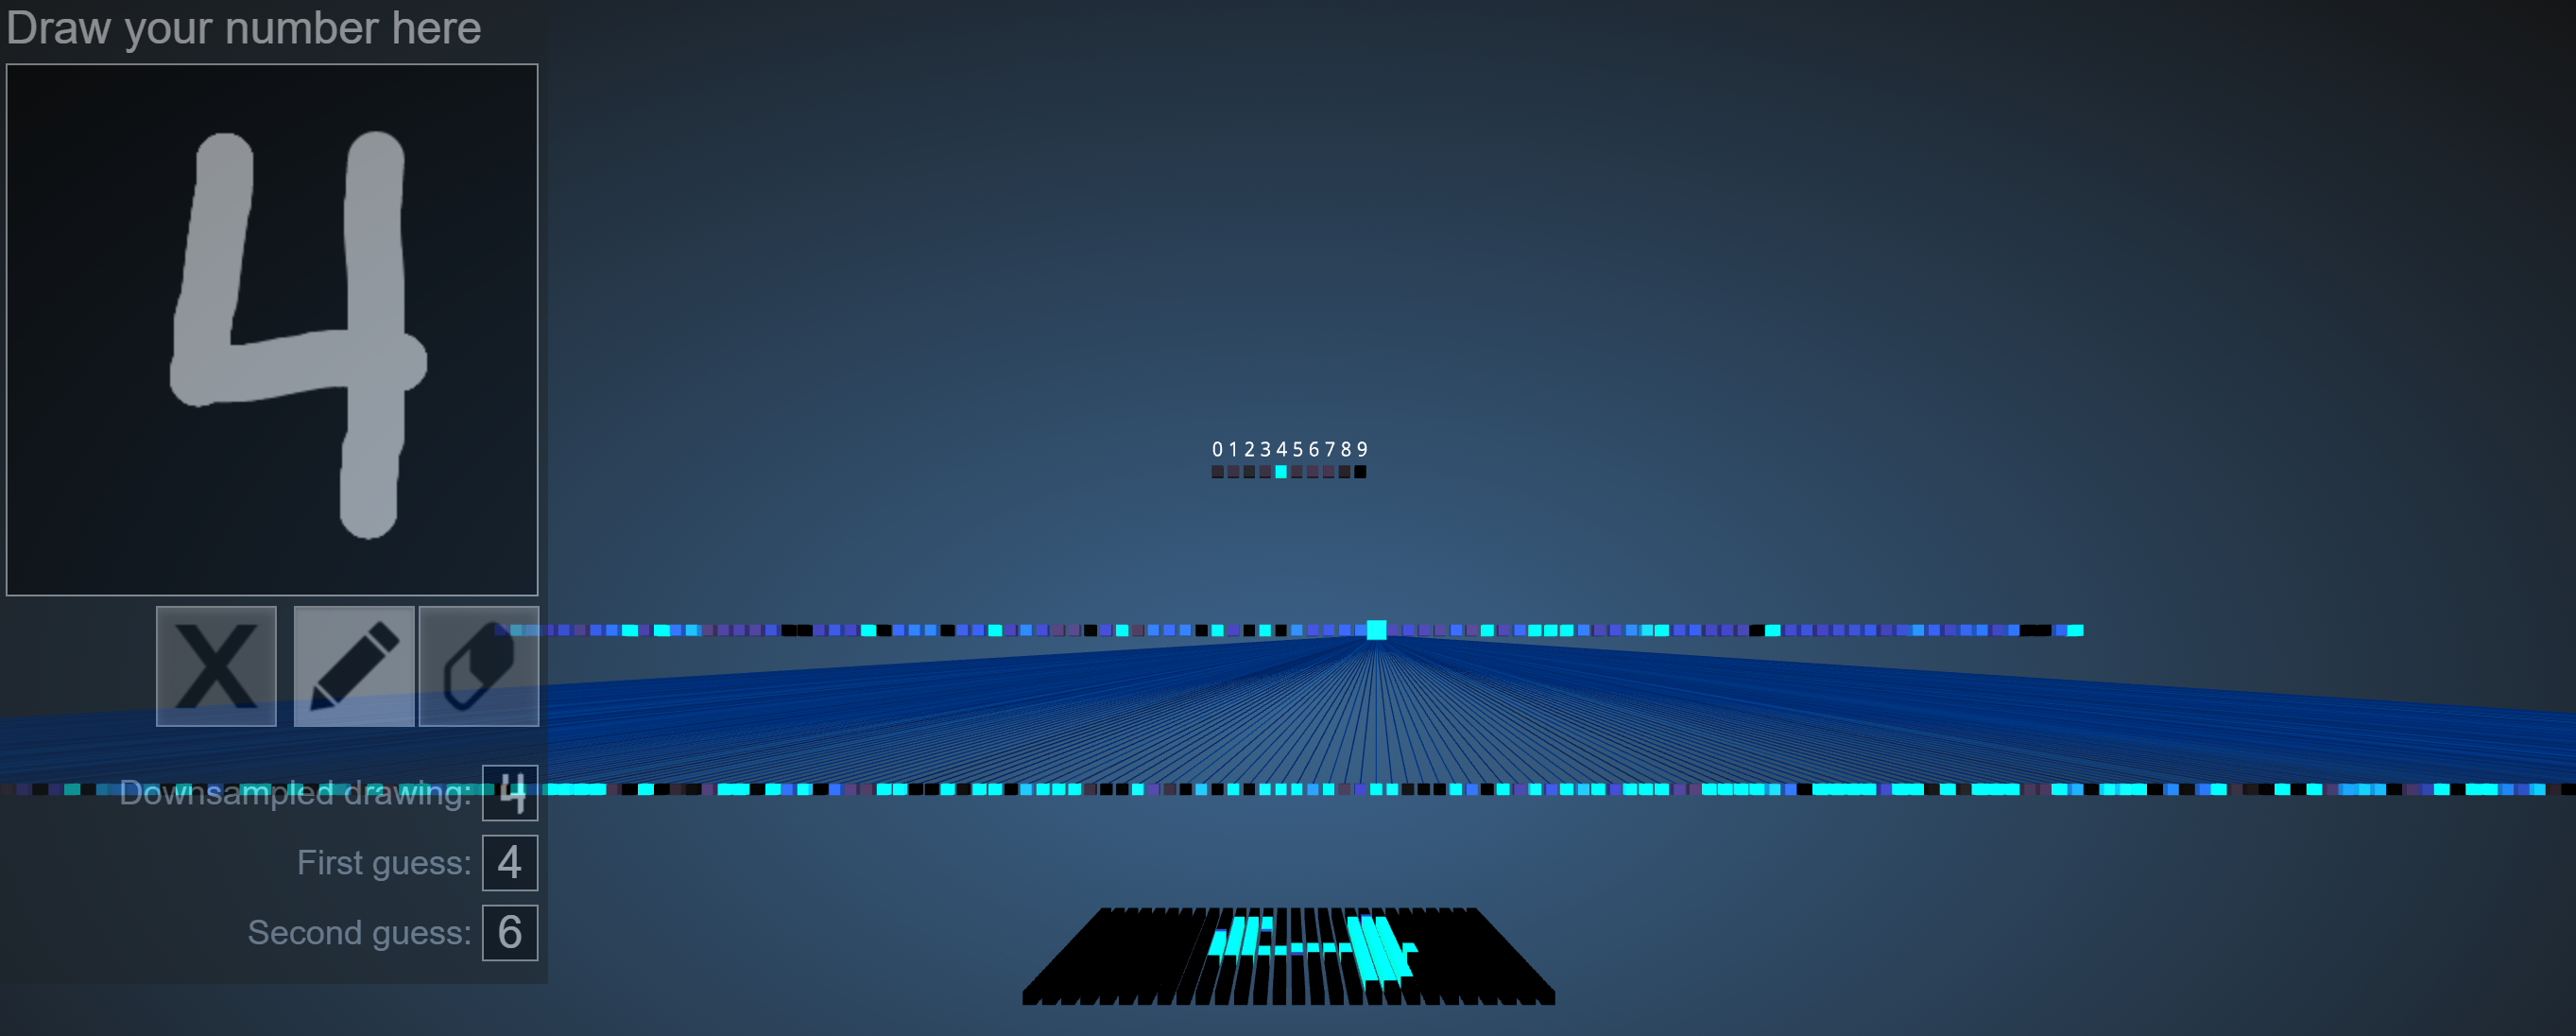 Draw your number here
4
0 1 2 3 4 5 6 7 8 9
X
Downsampled drawing: 4
First guess: 4
Second guess: 6